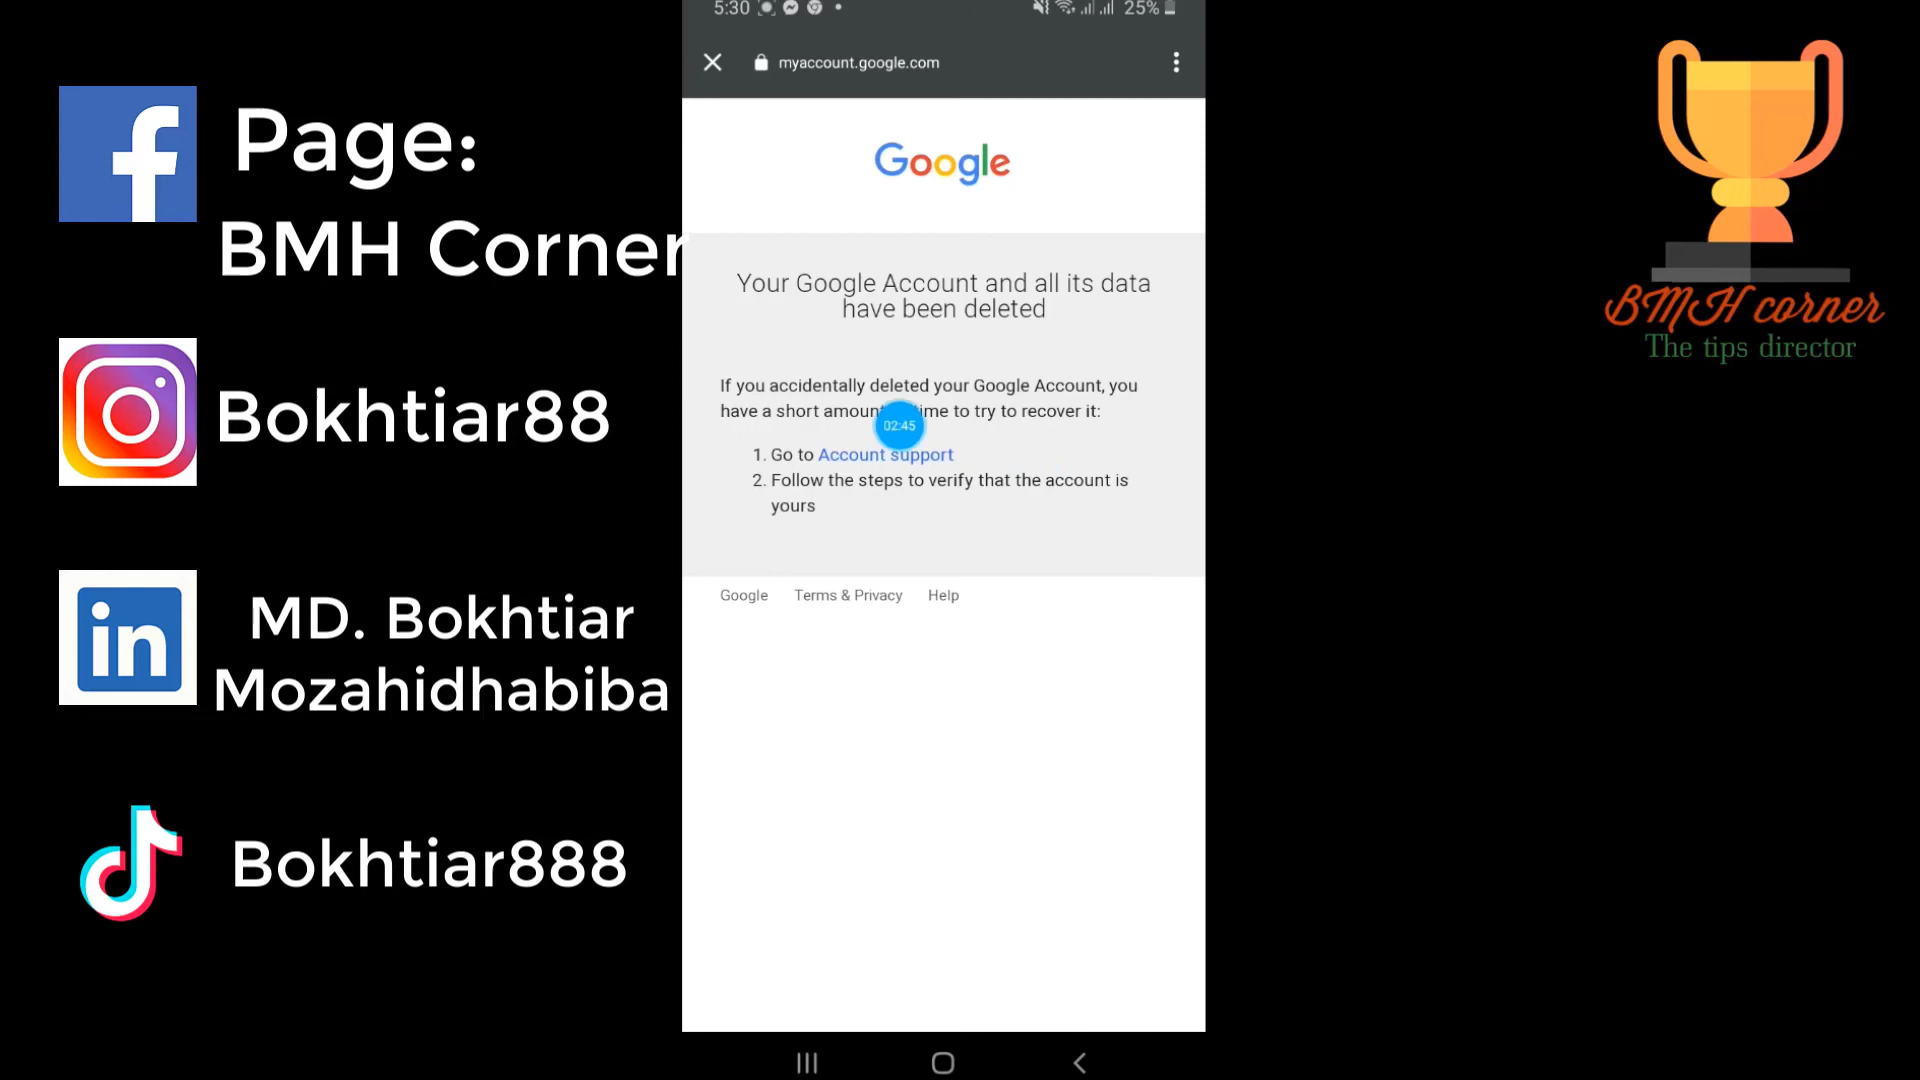 Page:
BMH Corner
Bokhtiar88
in
MD. Bokhtiar
Mozahidhabiba
Bokhtiar888
5:30
25%
myaccount.google.com
Google
Your Google Account and all its data
have been deleted
If you accidentally deleted your Google Account, you
have a short amount time to try to recover it:
02:45
1. Go to Account support
2. Follow the steps to verify that the account is
yours
Google Terms & Privacy Help
BMH corner
The tips director